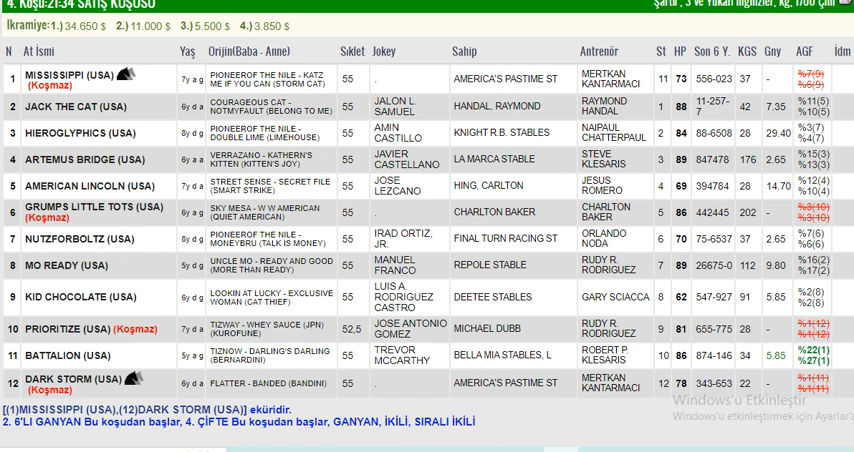 4. Koşu:21:34 SATIŞ KOŞUSU Şartlı , 3 ve Yukarı İngilizler, kg, 1700 Çim
İkramiye:1.) 34.650 $ 2.) 11.000 $ 3.) 5.500 $ 4.) 3.850 $
N At İsmi Yaş Orijin(Baba - Anne) Sıklet Jokey Sahip Antrenör St HP Son 6 Y. KGS Gny AGF İdm
1 MISSISSIPPI (USA) (Koşmaz) 7y a g PIONEEROF THE NILE - KATZ ME IF YOU CAN (STORM CAT) 55 . AMERICA'S PASTIME ST MERTKAN KANTARMACI 11 73 556-023 37 - %7(9) %6(9)
2 JACK THE CAT (USA) 6y d a COURAGEOUS CAT - NOTMYFAULT (BELONG TO ME) 55 JALON L. SAMUEL HANDAL, RAYMOND RAYMOND HANDAL 1 88 11-257-7 42 7.35 %11(5) %10(5)
3 HIEROGLYPHICS (USA) 8y d g PIONEEROF THE NILE - DOUBLE LIME (LIMEHOUSE) 55 AMIN CASTILLO KNIGHT R.B. STABLES NAIPAUL CHATTERPAUL 2 84 88-6508 28 29.40 %3(7) %4(7)
4 ARTEMUS BRIDGE (USA) 6y a a VERRAZANO - KATHERN'S KITTEN (KITTEN'S JOY) 55 JAVIER CASTELLANO LA MARCA STABLE STEVE KLESARIS 3 89 847478 176 2.65 %15(3) %13(3)
5 AMERICAN LINCOLN (USA) 7y d a STREET SENSE - SECRET FILE (SMART STRIKE) 55 JOSE LEZCANO HING, CARLTON JESUS ROMERO 4 69 394784 28 14.70 %12(4) %10(4)
6 GRUMPS LITTLE TOTS (USA) (Koşmaz) 6y a g SKY MESA - W W AMERICAN (QUIET AMERICAN) 55 . CHARLTON BAKER CHARLTON BAKER 5 86 442445 202 - %3(10) %3(10)
7 NUTZFORBOLTZ (USA) 8y d g PIONEEROF THE NILE - MONEYBRU (TALK IS MONEY) 55 IRAD ORTIZ, JR. FINAL TURN RACING ST ORLANDO NODA 6 70 75-6537 37 2.65 %7(6) %6(6)
8 MO READY (USA) 5y d g UNCLE MO - READY AND GOOD (MORE THAN READY) 55 MANUEL FRANCO REPOLE STABLE RUDY R. RODRIGUEZ 7 89 26675-0 112 9.80 %16(2) %17(2)
9 KID CHOCOLATE (USA) 6y d g LOOKIN AT LUCKY - EXCLUSIVE WOMAN (CAT THIEF) 55 LUIS A. RODRIGUEZ CASTRO DEETEE STABLES GARY SCIACCA 8 62 547-927 91 5.85 %2(8) %2(8)
10 PRIORITIZE (USA) (Koşmaz) 7y d a TIZWAY - WHEY SAUCE (JPN) (KUROFUNE) 52,5 JOSE ANTONIO GOMEZ MICHAEL DUBB RUDY R. RODRIGUEZ 9 81 655-775 28 - %1(12) %1(12)
11 BATTALION (USA) 5y a g TIZNOW - DARLING'S DARLING (BERNARDINI) 55 TREVOR MCCARTHY BELLA MIA STABLES, L ROBERT P KLESARIS 10 86 874-146 34 5.85 %22(1) %27(1)
12 DARK STORM (USA) (Koşmaz) 6y d a FLATTER - BANDED (BANDINI) 55 . AMERICA'S PASTIME ST MERTKAN KANTARMACI 12 78 343-653 22 - %1(11) %1(11)
[(1)MISSISSIPPI (USA),(12)DARK STORM (USA)] eküridir.
2. 6'LI GANYAN Bu koşudan başlar, 4. ÇİFTE Bu koşudan başlar, GANYAN, İKİLİ, SIRALI İKİLİ
Windows'u Etkinleştir
Windows'u etkinleştirmek için Ayarlar'a